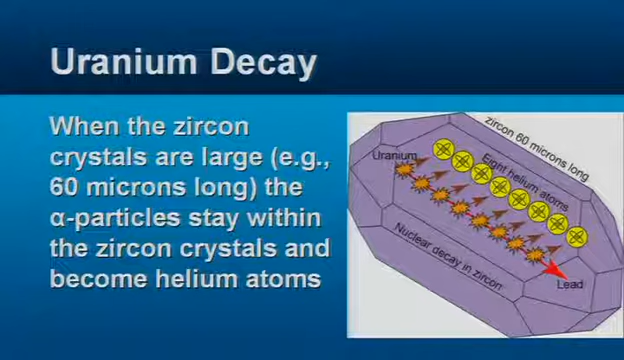 Uranium Decay
When the zircon
crystals are large (e.g.,
60 microns long) the
α-particles stay within
the zircon crystals and
become helium atoms
zircon 60 microns long
Uranium
Eight helium atoms
Nuclear decay in zircon
Lead